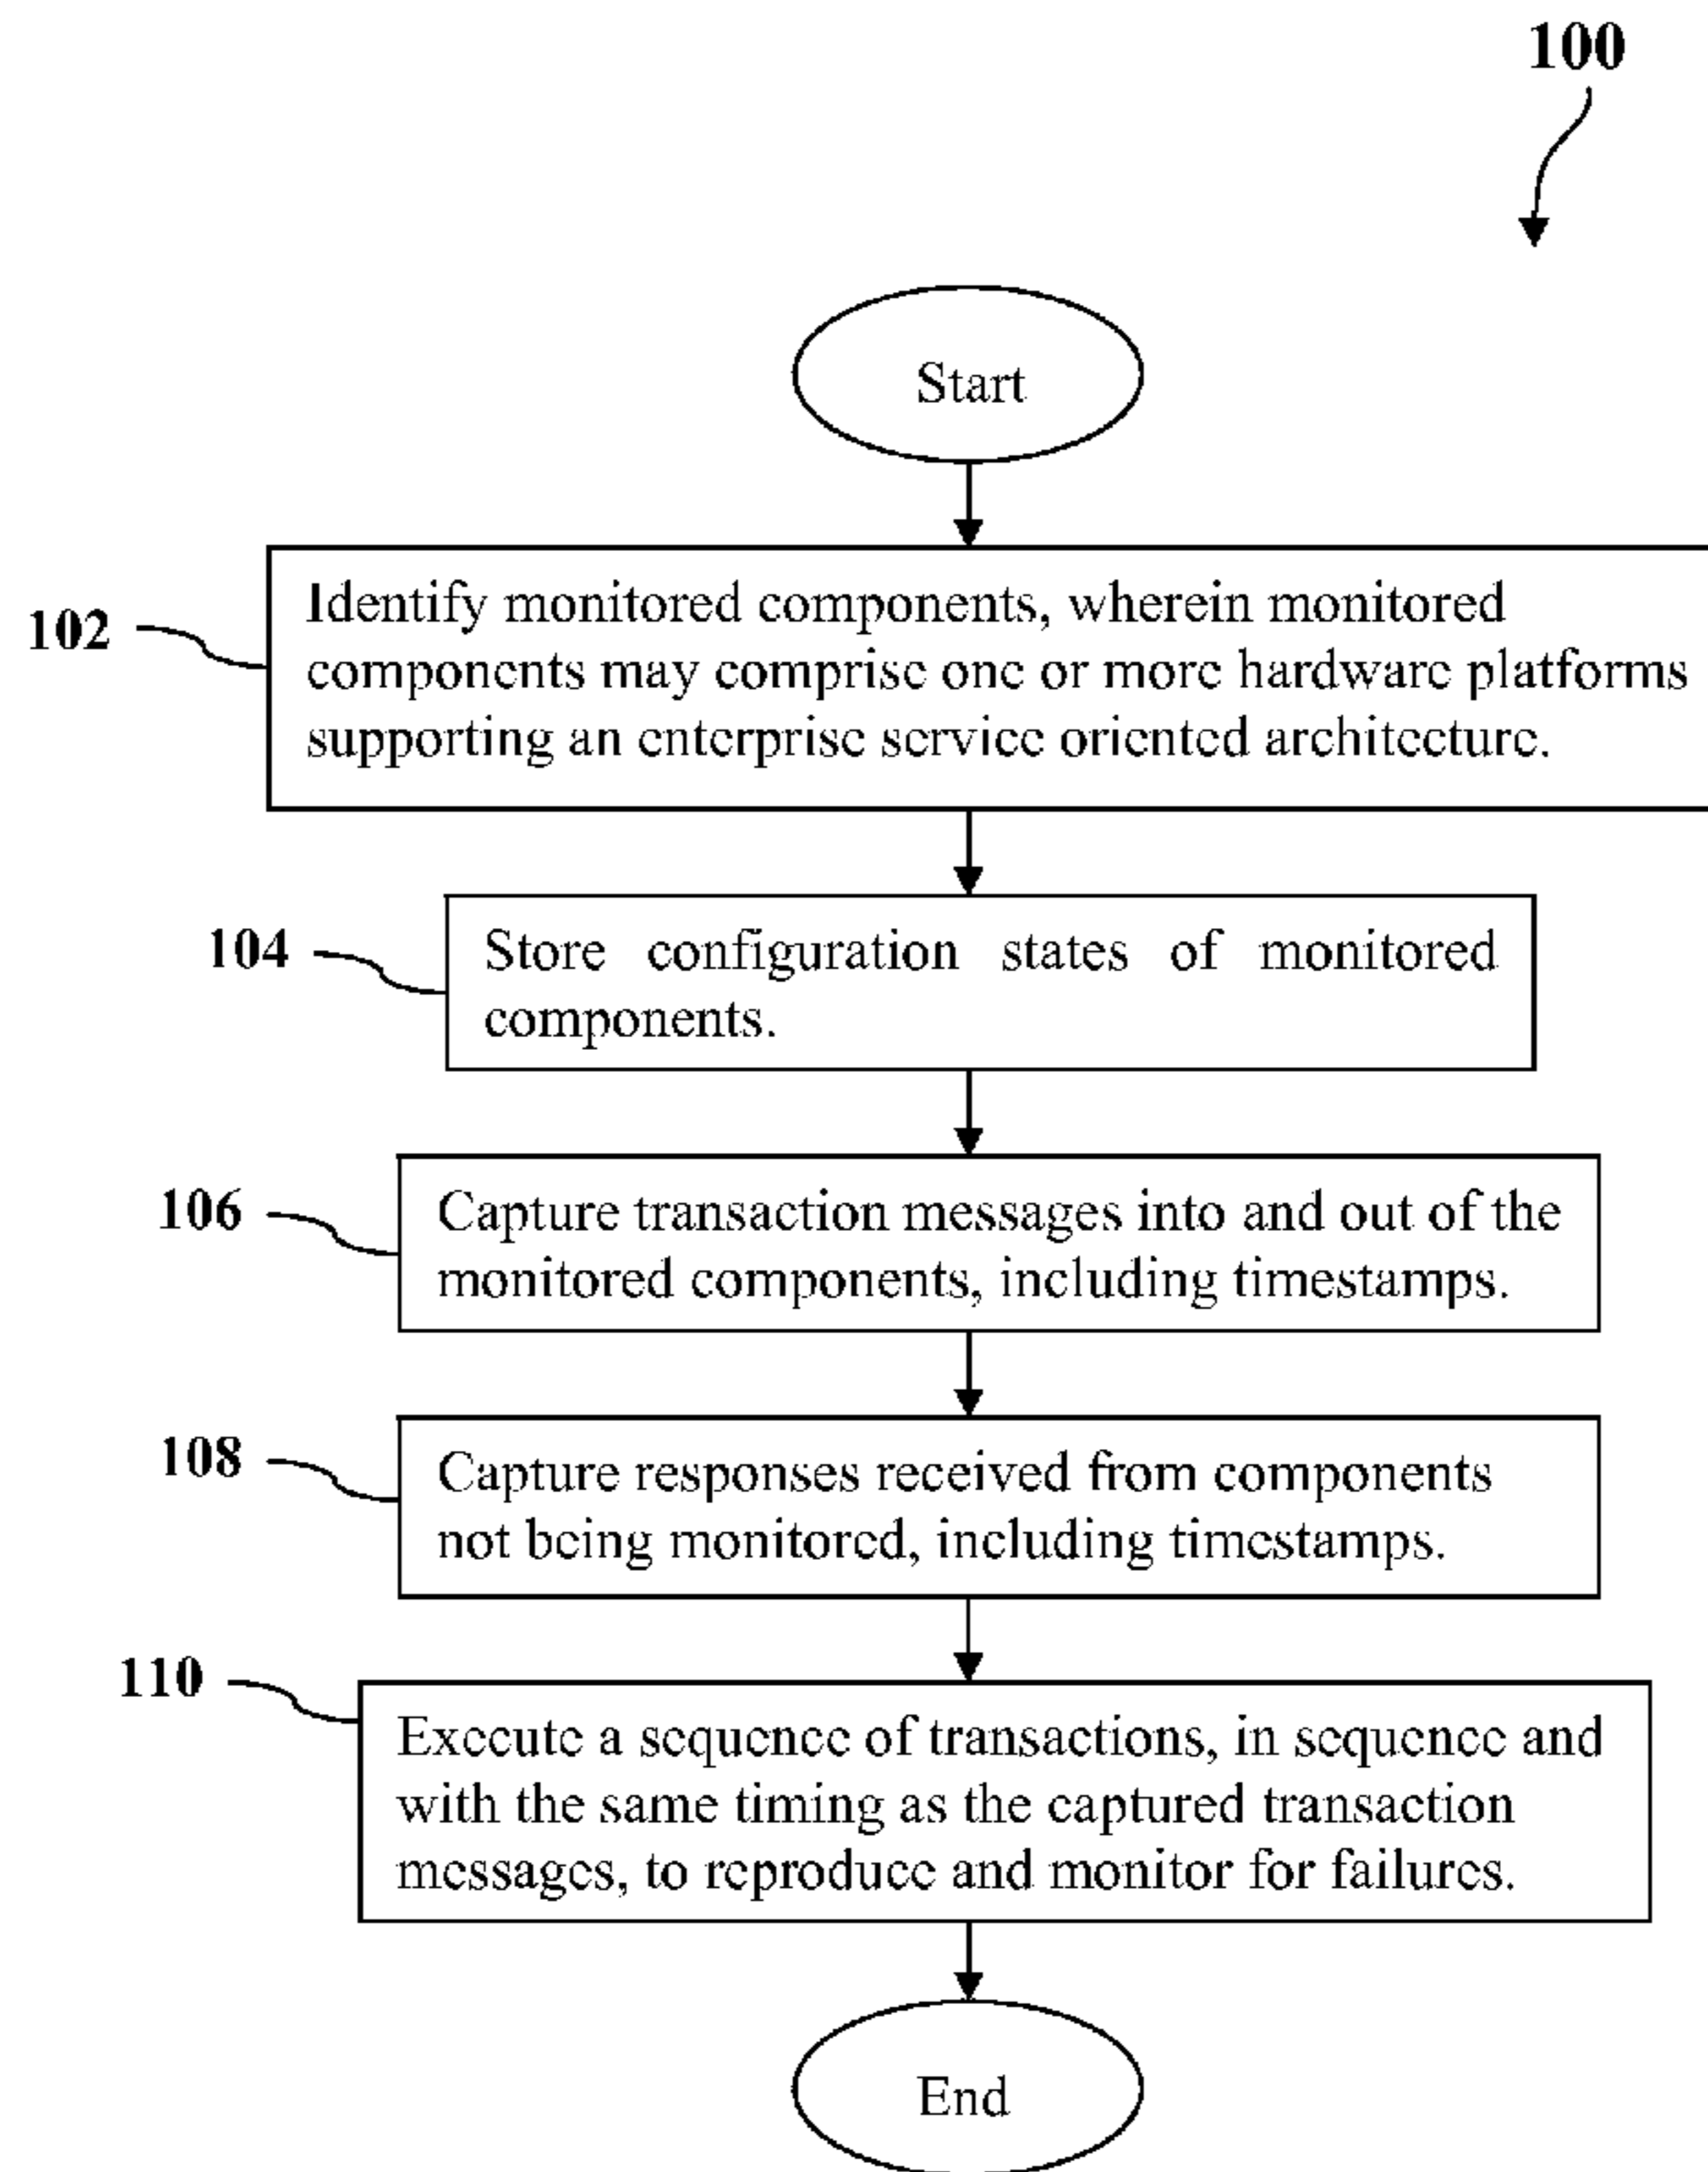 100
Start
102
Identify monitored components, wherein monitored
components may comprise one or more hardware platforms
supporting an enterprise service oriented architecture.
104
Store configuration states of monitored
components.
106
Capture transaction messages into and out of the
monitored components, including timestamps.
108
Capture responses received from components
not being monitored, including timestamps.
110
Execute a sequence of transactions, in sequence and
with the same timing as the captured transaction
messages, to reproduce and monitor for failures.
End